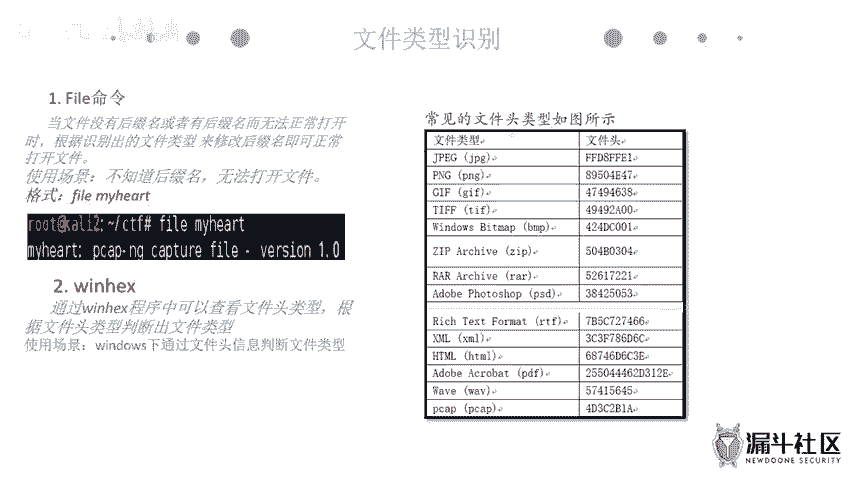 文件类型识别
1. File命令
当文件没有后缀名或者有后缀名而无法正常打开
时，根据识别出的文件类型 来修改后缀名即可正常
打开文件。
使用场景：不知道后缀名，无法打开文件。
格式：file myheart
root@kali2:~/ctf# file myheart
myheart: pcap-ng capture file - version 1.0
2. winhex
通过winhex程序中可以查看文件头类型，根
据文件头类型判断出文件类型
使用场景：windows下通过文件头信息判断文件类型
常见的文件头类型如图所示
文件类型 文件头
JPEG (jpg) FFD8FFE1
PNG (png) 89504E47
GIF (gif) 47494638
TIFF (tif) 49492A00
Windows Bitmap (bmp) 424DC001
ZIP Archive (zip) 504B0304
RAR Archive (rar) 52617221
Adobe Photoshop (psd) 38425053
Rich Text Format (rtf) 7B5C727466
XML (xml) 3C3F786D6C
HTML (html) 68746D6C3E
Adobe Acrobat (pdf) 255044462D312E
Wave (wav) 57415645
pcap (pcap) 4D3C2B1A
漏斗社区
NEWDOONE SECURITY